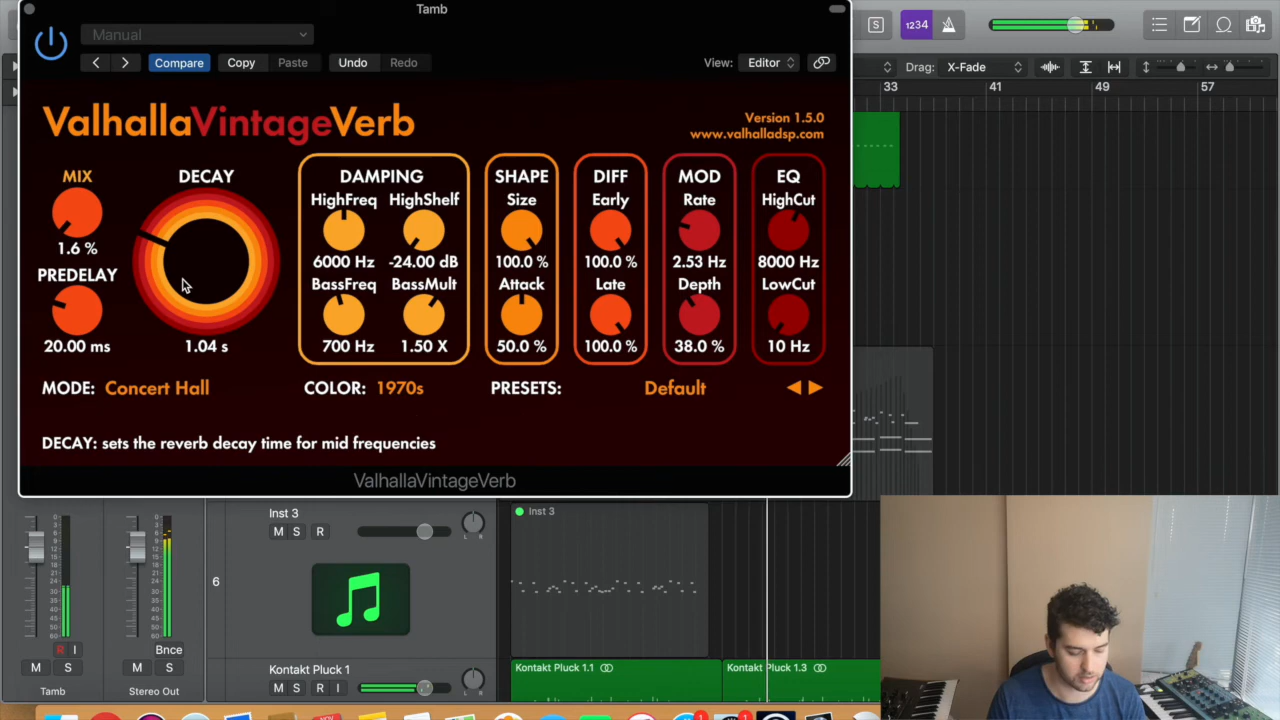 Tamb
Manual
Compare Copy Paste Undo Redo View: Editor
S 1234
Drag: X-Fade
33 41 49 57
ValhallaVintageVerb
Version 1.5.0
www.valhalladsp.com
MIX DECAY DAMPING SHAPE DIFF MOD EQ
HighFreq HighShelf Size Early Rate HighCut
1.6 % 6000 Hz -24.00 dB 100.0 % 100.0 % 2.53 Hz 8000 Hz
PREDELAY BassFreq BassMult Attack Late Depth LowCut
20.00 ms 1.04 s 700 Hz 1.50 X 50.0 % 100.0 % 38.0 % 10 Hz
MODE: Concert Hall COLOR: 1970s PRESETS: Default
DECAY: sets the reverb decay time for mid frequencies
ValhallaVintageVerb
Inst 3
M S R
L R
Inst 3
6
R I Bnce
M S M S
Tamb Stereo Out
Kontakt Pluck 1
M S R I
L R
Kontakt Pluck 1.1 Kontakt Pluck 1.3